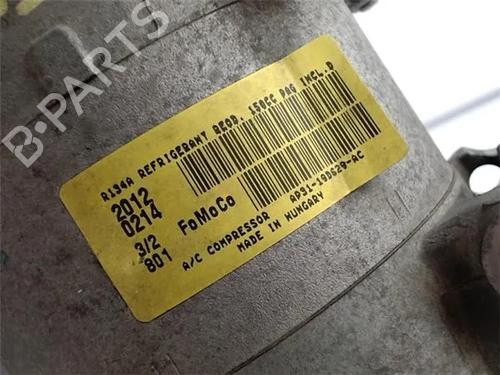 B-PARTS
R134A REFRIGERANT REQD. 150CC PAG INCL.D
2012
0214
3/2
801
FoMoCo
A/C COMPRESSOR AP31-19D629-AC
MADE IN HUNGARY